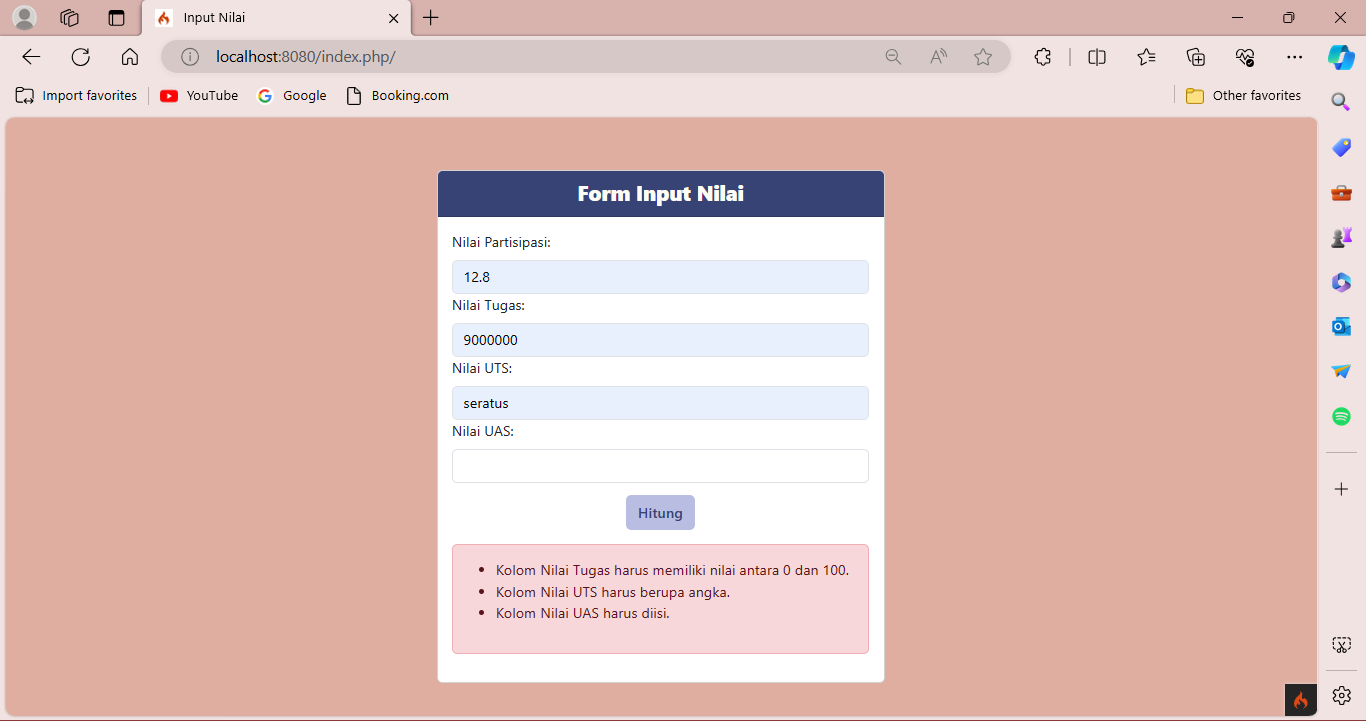 Input Nilai
localhost:8080/index.php/
Import favorites
YouTube
Google
Booking.com
Other favorites
Form Input Nilai
Nilai Partisipasi:
12.8
Nilai Tugas:
9000000
Nilai UTS:
seratus
Nilai UAS:
Hitung
• Kolom Nilai Tugas harus memiliki nilai antara 0 dan 100.
• Kolom Nilai UTS harus berupa angka.
• Kolom Nilai UAS harus diisi.